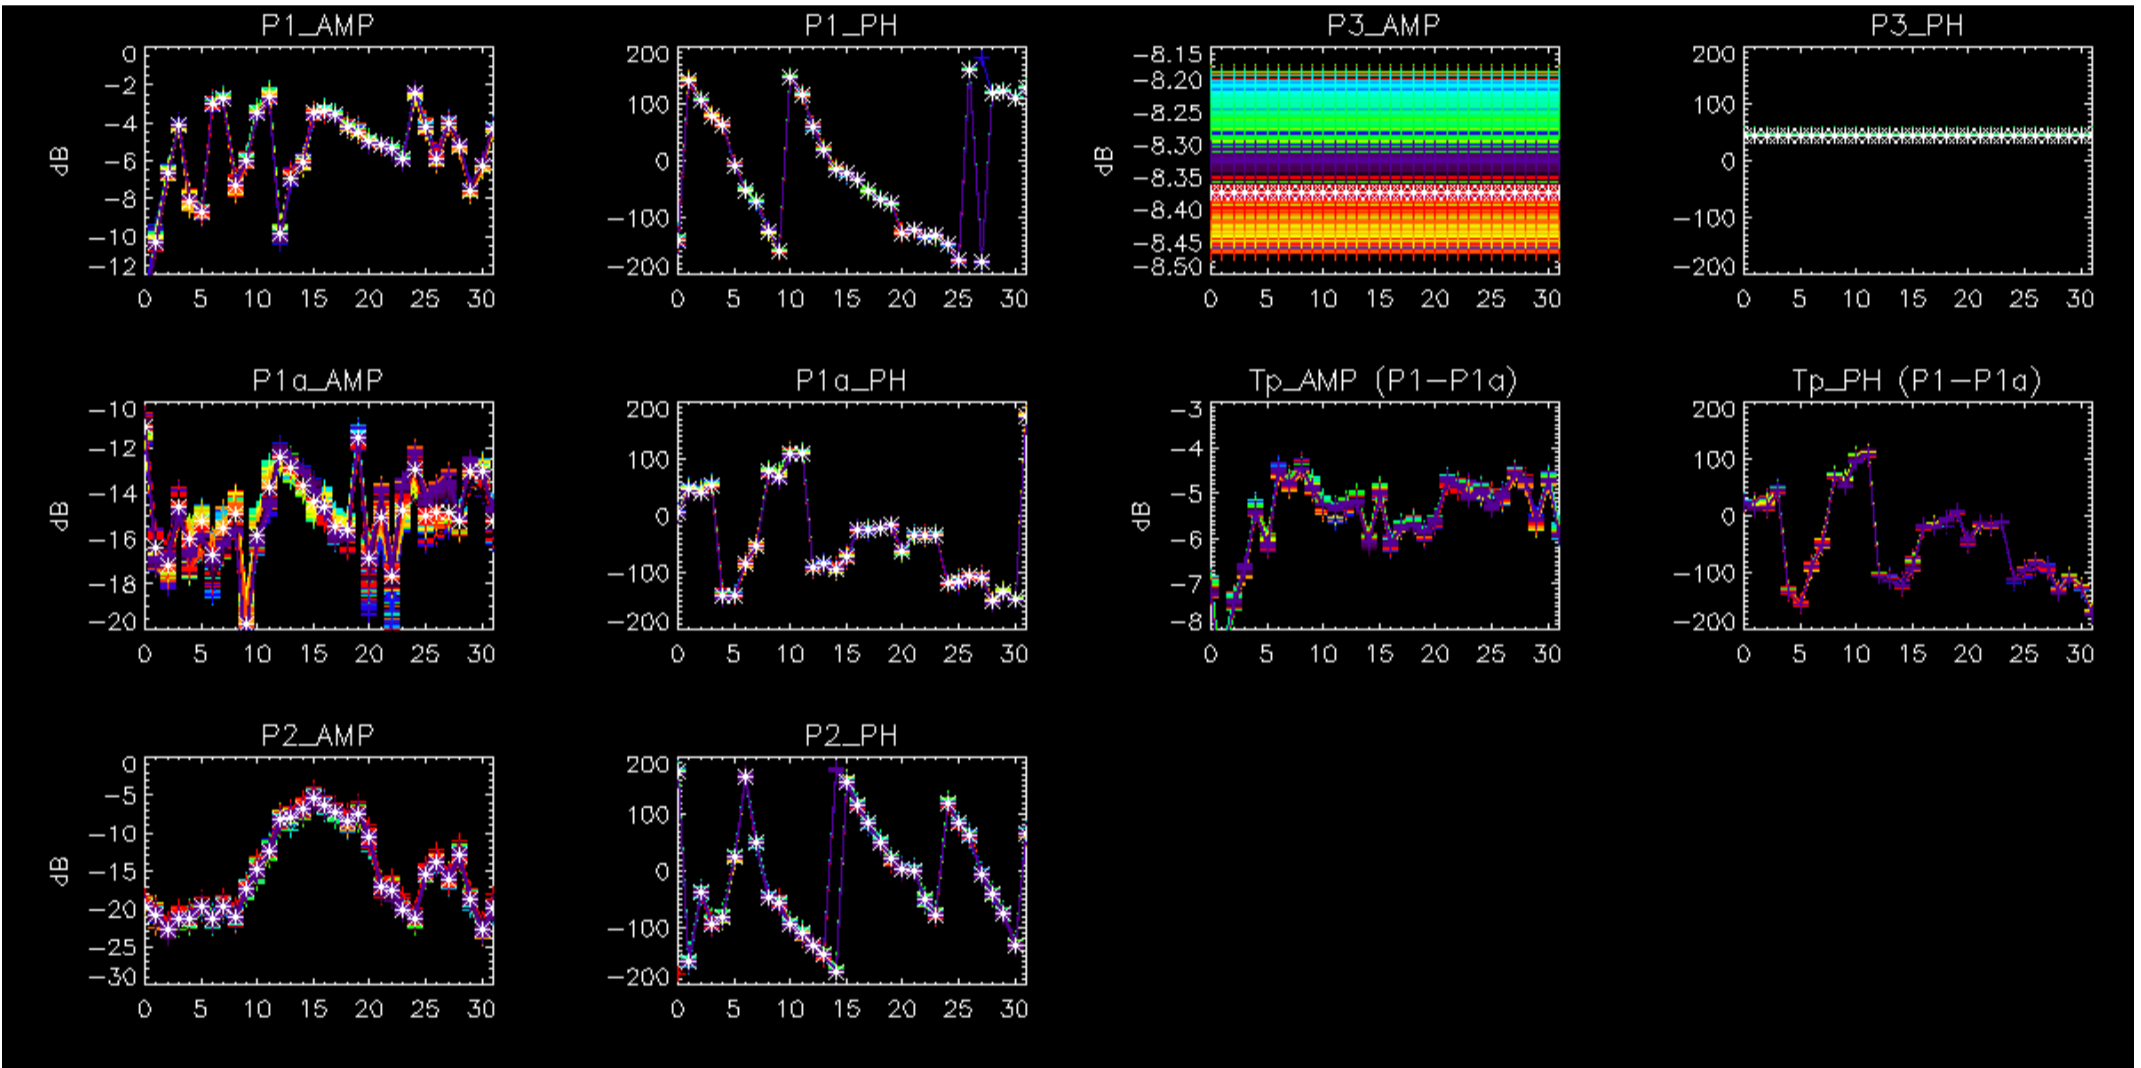 P1_AMP
P1_PH
P3_AMP
P3_PH
dB
0
-2
-4
-6
-8
-10
-12
0 5 10 15 20 25 30
200
100
0
-100
-200
0 5 10 15 20 25 30
dB
-8.15
-8.20
-8.25
-8.30
-8.35
-8.40
-8.45
-8.50
0 5 10 15 20 25 30
200
100
0
-100
-200
0 5 10 15 20 25 30
P1a_AMP
P1a_PH
Tp_AMP (P1-P1a)
Tp_PH (P1-P1a)
dB
-10
-12
-14
-16
-18
-20
0 5 10 15 20 25 30
200
100
0
-100
-200
0 5 10 15 20 25 30
dB
-3
-4
-5
-6
-7
-8
0 5 10 15 20 25 30
200
100
0
-100
-200
0 5 10 15 20 25 30
P2_AMP
P2_PH
dB
0
-5
-10
-15
-20
-25
-30
0 5 10 15 20 25 30
200
100
0
-100
-200
0 5 10 15 20 25 30